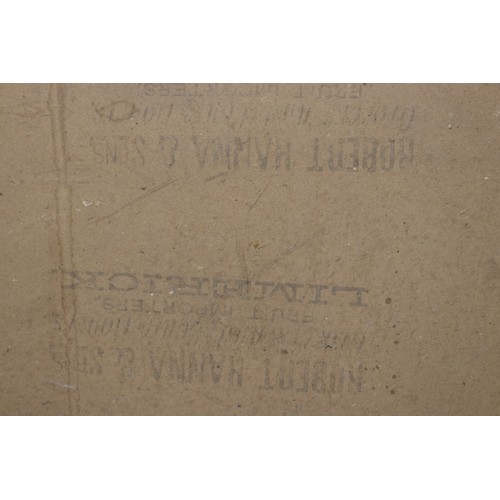 ROBERT HANNA & SONS
FRUIT IMPORTERS,
LIMERICK
ROBERT HANNA & SONS
FRUIT IMPORTERS,